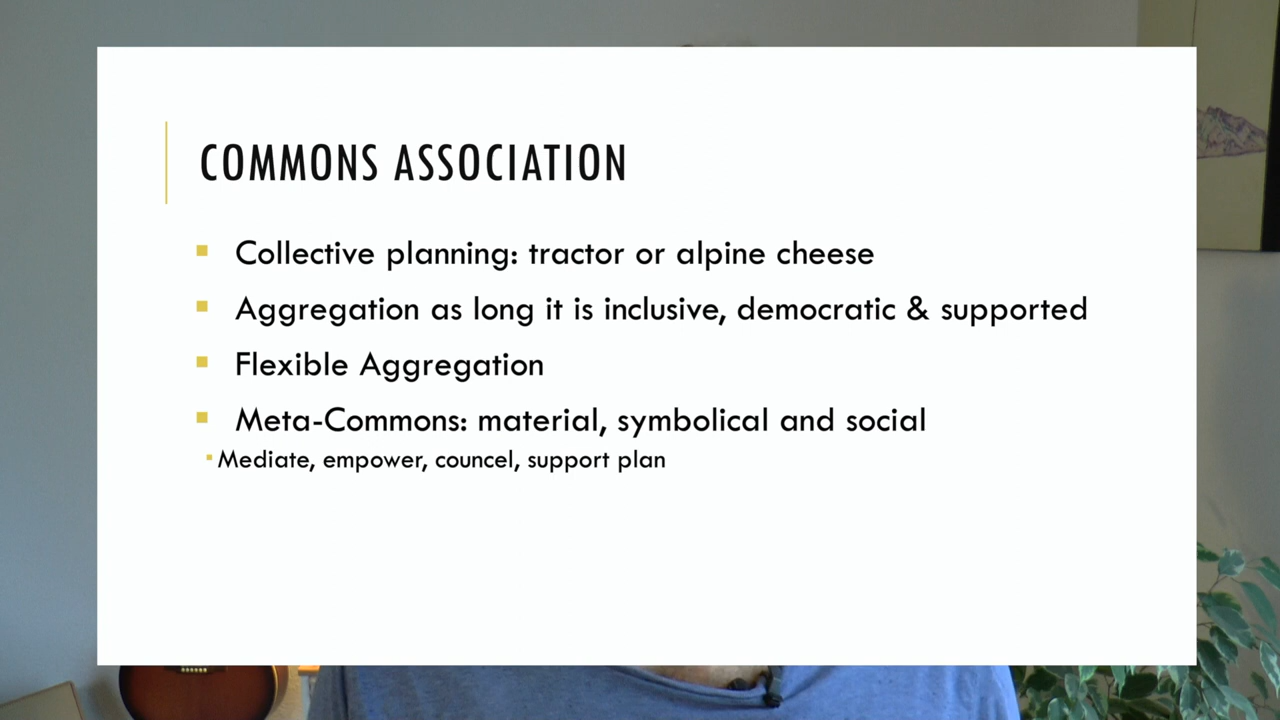 COMMONS ASSOCIATION
Collective planning: tractor or alpine cheese
Aggregation as long it is inclusive, democratic & supported
Flexible Aggregation
Meta-Commons: material, symbolical and social
Mediate, empower, councel, support plan